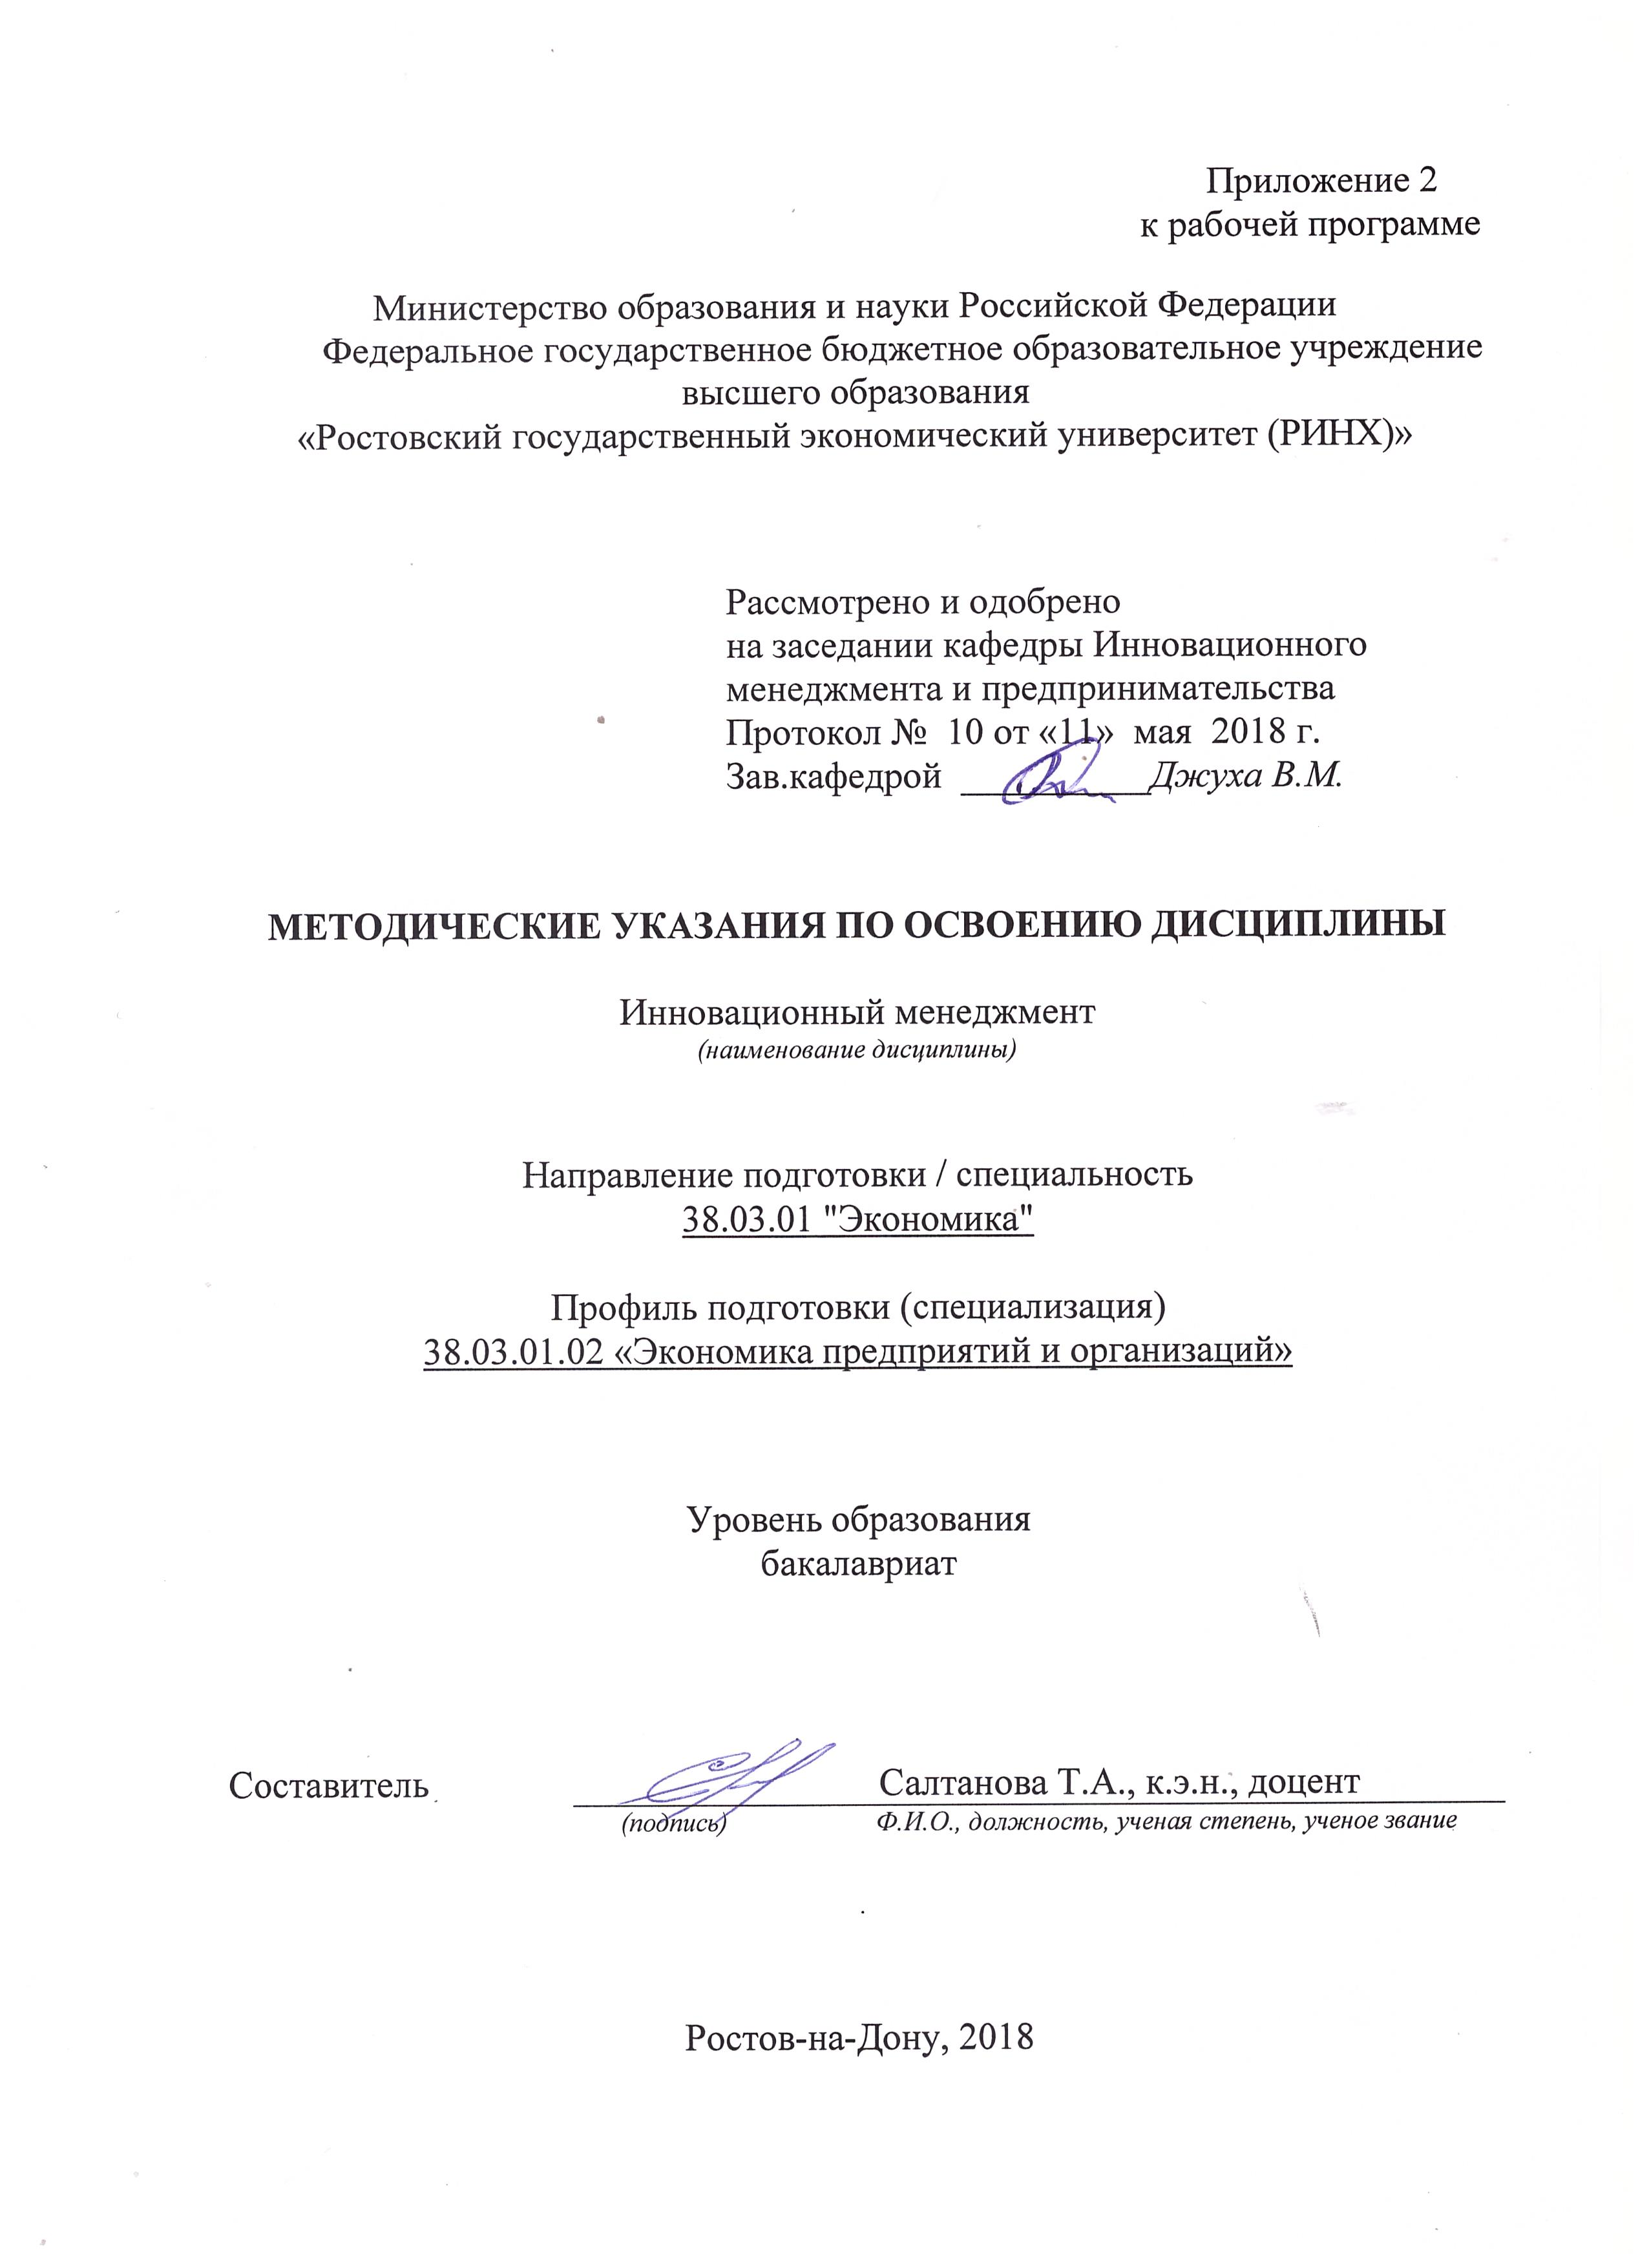 Приложение 2
к рабочей программе
Министерство образования и науки Российской Федерации
Федеральное государственное бюджетное образовательное учреждение
высшего образования
«Ростовский государственный экономический университет (РИНХ)»
Рассмотрено и одобрено
на заседании кафедры Инновационного
менеджмента и предпринимательства
Протокол № 10 от «11» мая 2018 г.
Зав.кафедрой ___________Джуха В.М.
МЕТОДИЧЕСКИЕ УКАЗАНИЯ ПО ОСВОЕНИЮ ДИСЦИПЛИНЫ
Инновационный менеджмент
(наименование дисциплины)
Направление подготовки / специальность
38.03.01 "Экономика"
Профиль подготовки (специализация)
38.03.01.02 «Экономика предприятий и организаций»
Уровень образования
бакалавриат
Составитель Салтанова Т.А., к.э.н., доцент
(подпись) Ф.И.О., должность, ученая степень, ученое звание
Ростов-на-Дону, 2018